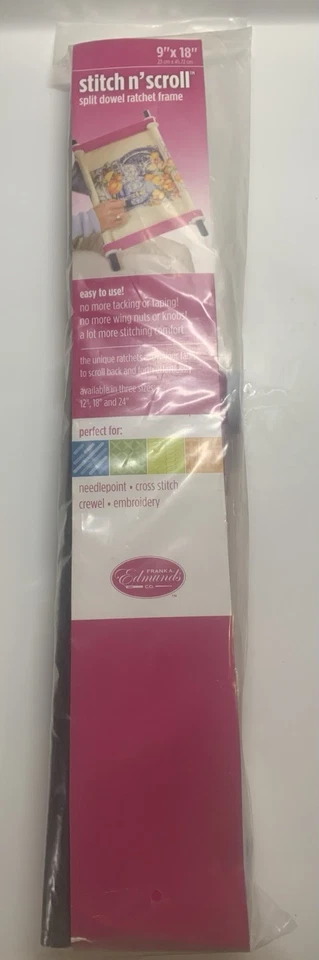 9" x 18"
stitch n' scroll™
split dowel ratchet frame
easy to use!
no more tacking or taping!
no more wing nuts or knobs!
a lot more stitching comfort
the unique ratchets
to scroll back and
available in three sizes
12", 18" and 24"
perfect for:
needlepoint • cross stitch
crewel • embroidery
FRANK A.
Edmunds
CO.